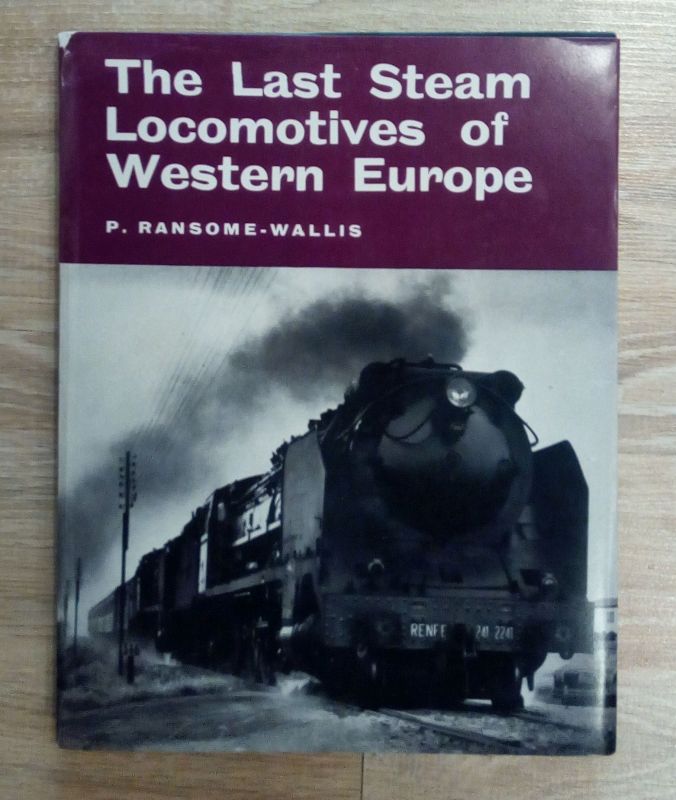 The Last Steam
Locomotives of
Western Europe
P. RANSOME-WALLIS
RENFE 241 2241